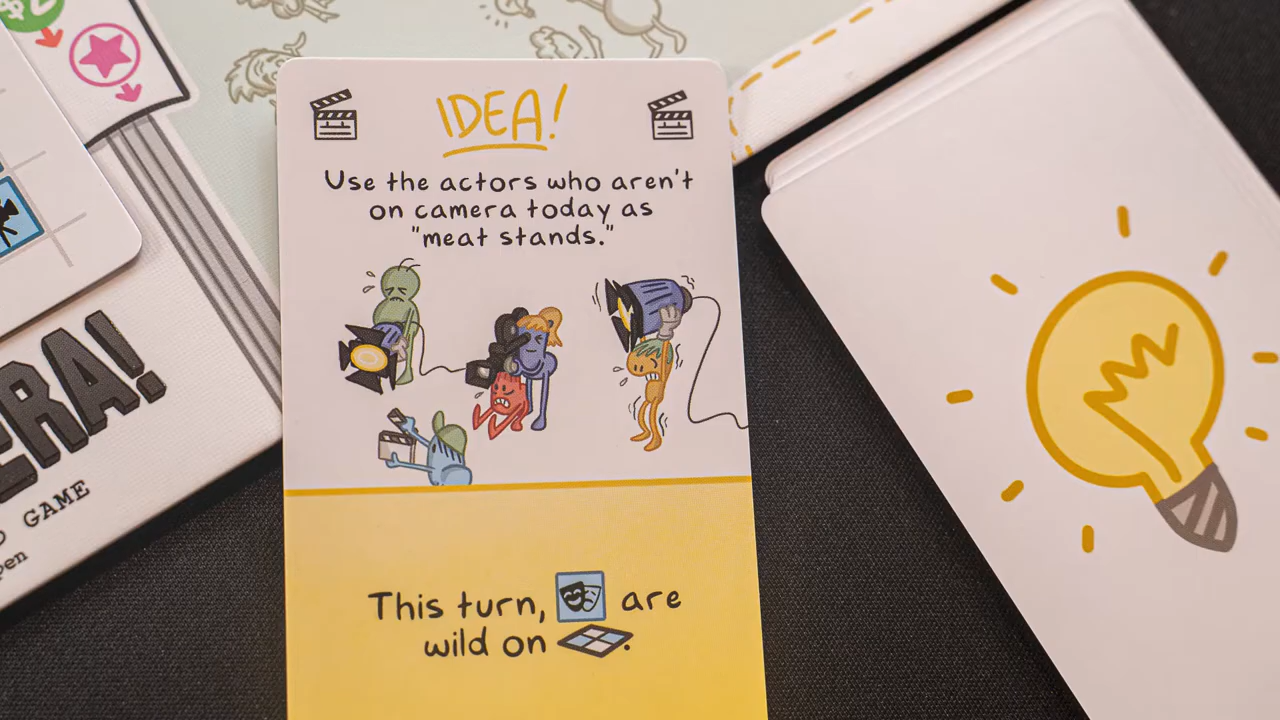 $2
IDEA!
Use the actors who aren't
on camera today as
"meat stands."
This turn, are
wild on .
ERA!
GAME